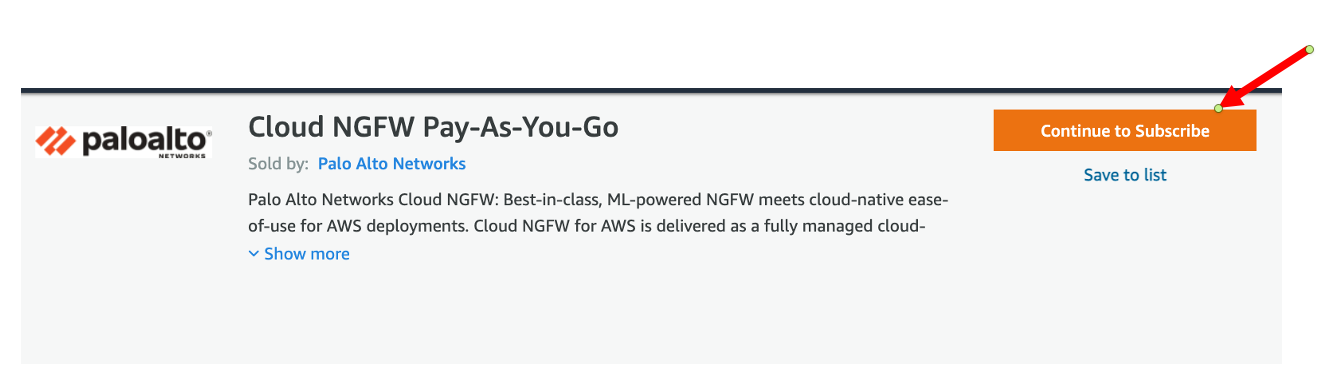 paloalto®
NETWORKS
Cloud NGFW Pay-As-You-Go
Sold by: Palo Alto Networks
Palo Alto Networks Cloud NGFW: Best-in-class, ML-powered NGFW meets cloud-native ease-
of-use for AWS deployments. Cloud NGFW for AWS is delivered as a fully managed cloud-
Show more
Continue to Subscribe
Save to list